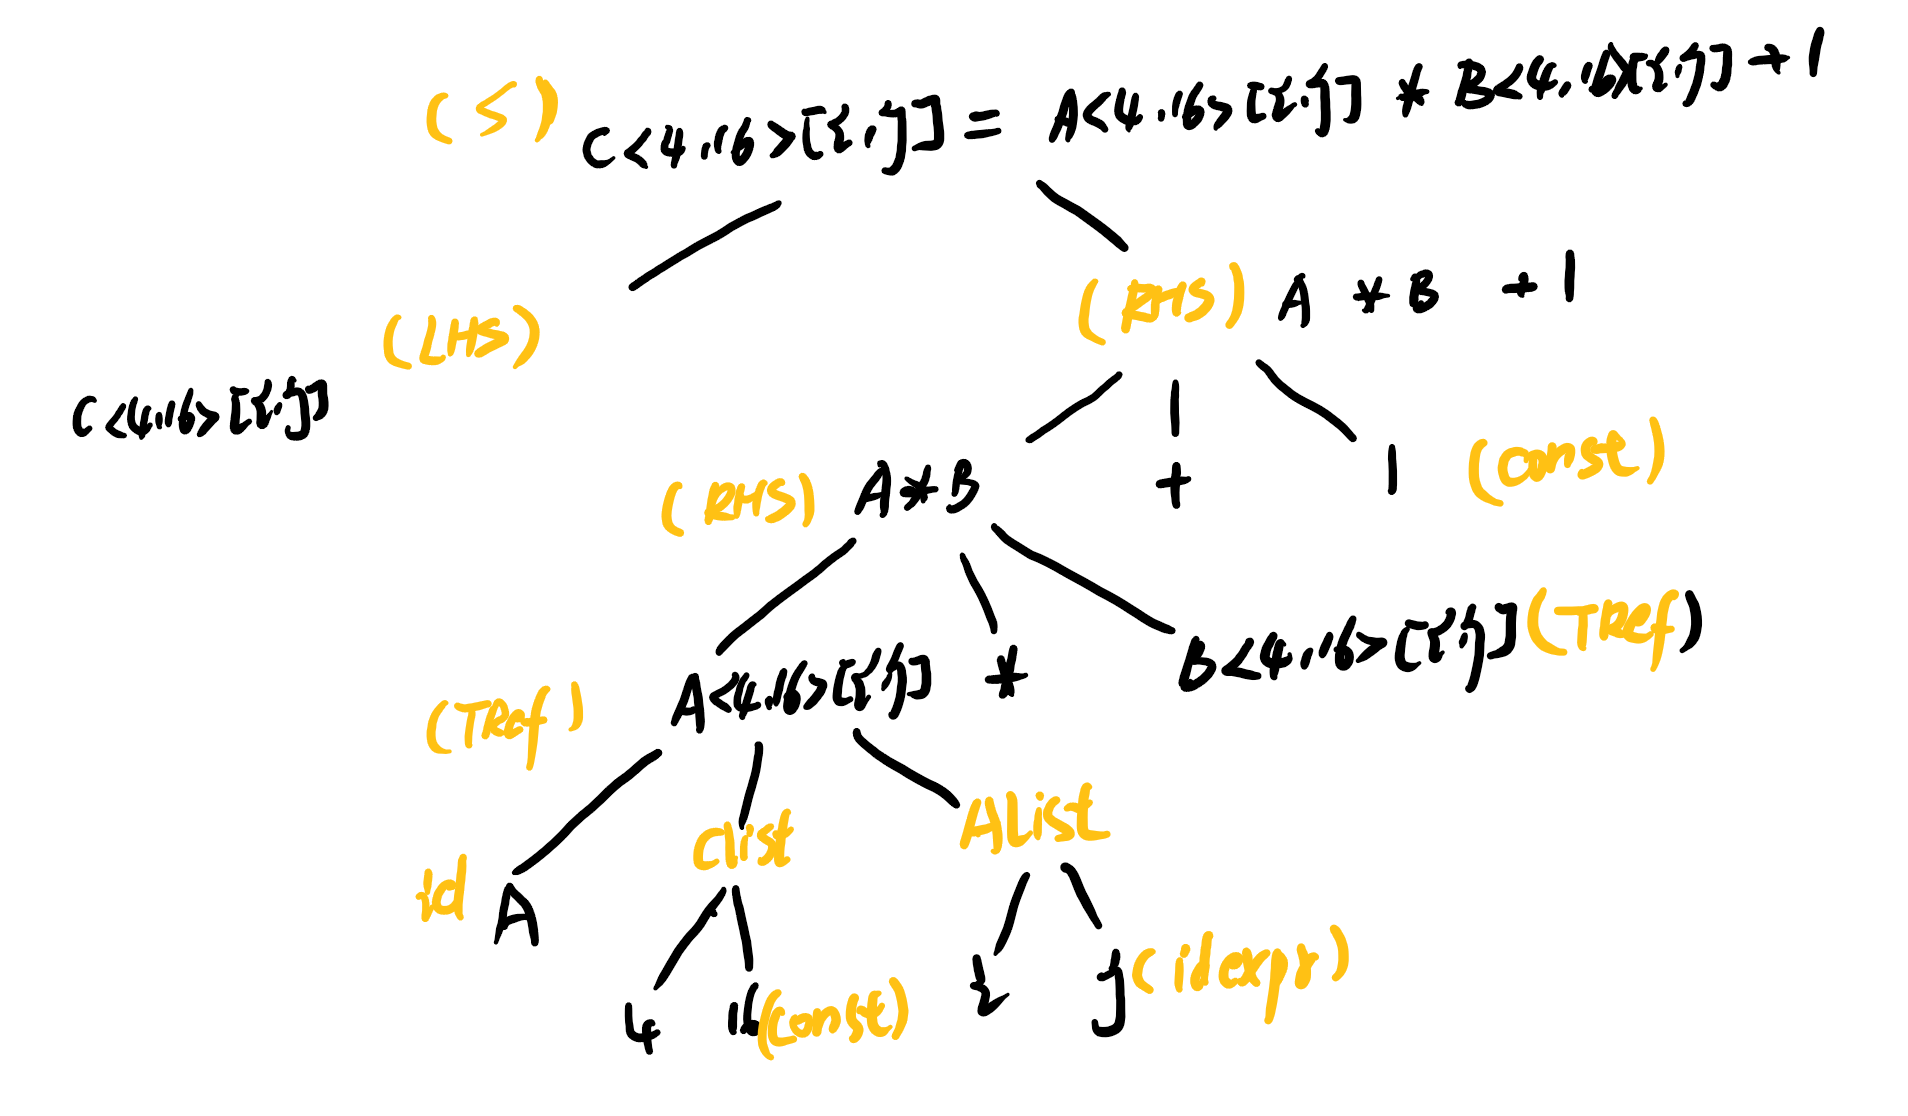 (S) C<4,16>[i,j] = A<4,16>[i,j] * B<4,16>[i,j] + 1
(RHS) A * B + 1
(LHS)
C<4,16>[i,j]
(RHS) A*B + 1 (const)
(TRef) A<4,16>[i,j] * B<4,16>[i,j] (TRef)
clist AList
id A
4 16 (const) i j (idexpr)